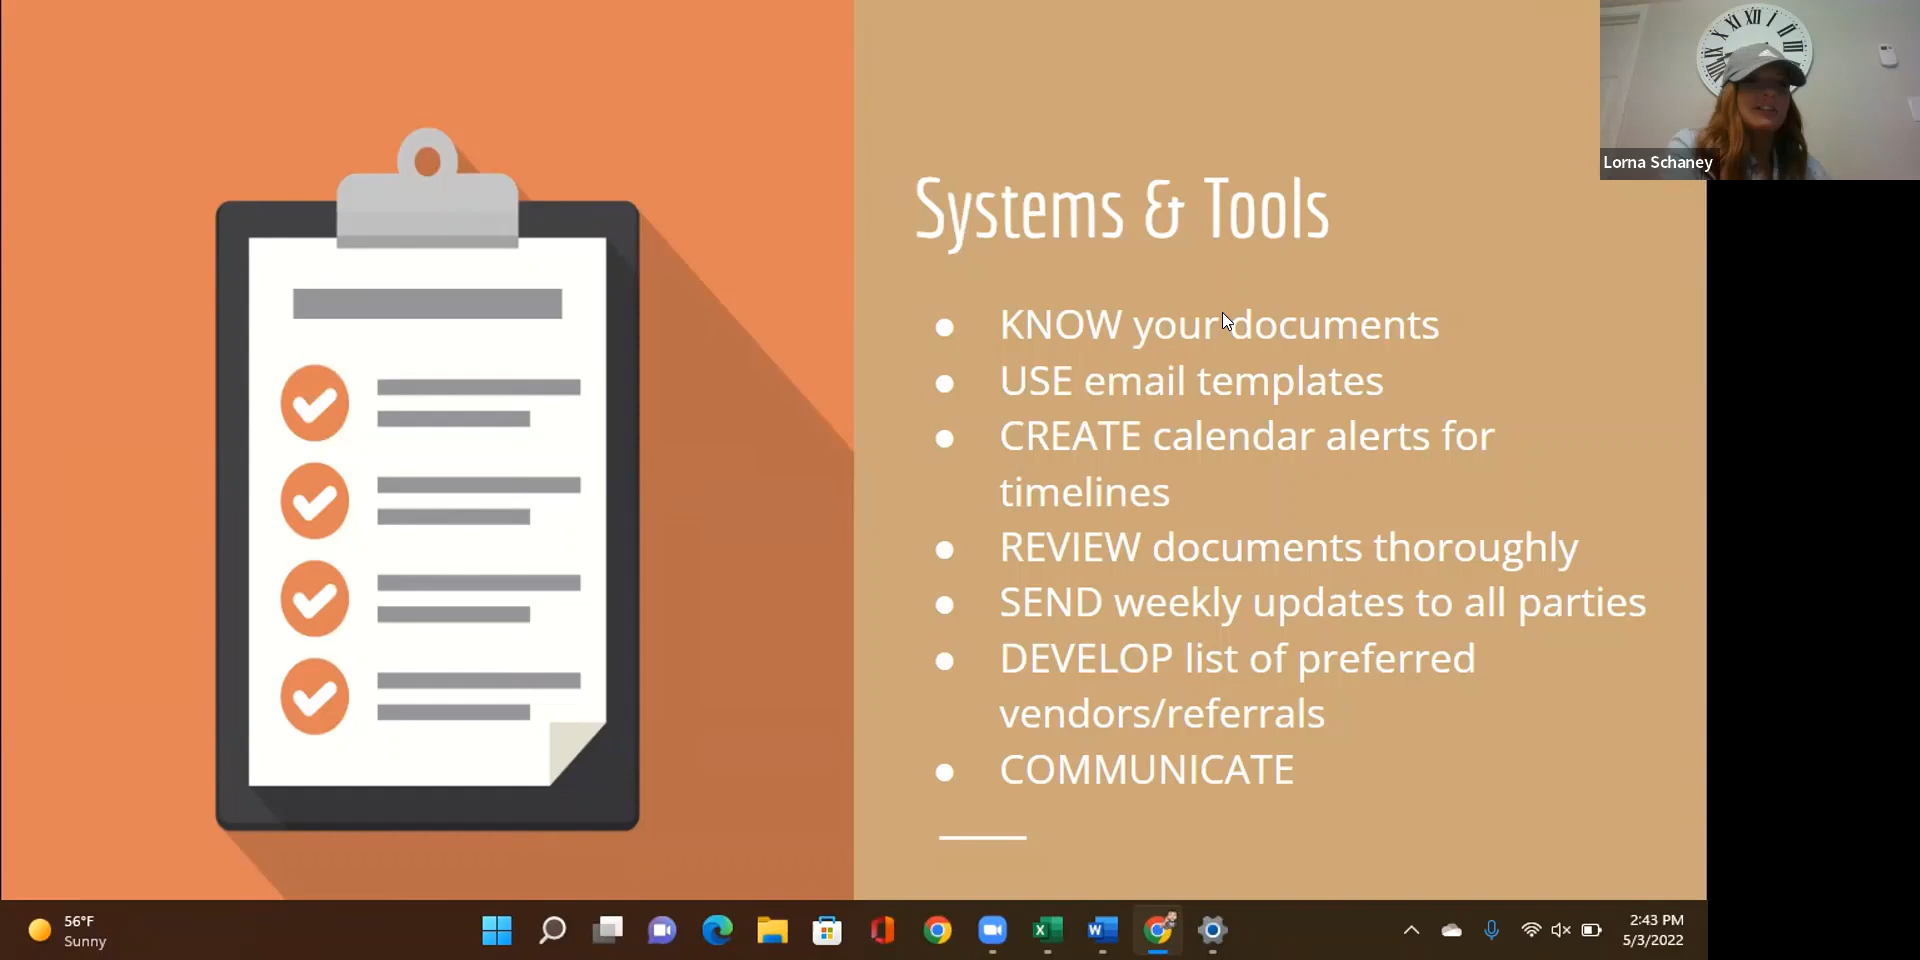 Lorna Schaney
Systems & Tools
● KNOW your documents
● USE email templates
● CREATE calendar alerts for
timelines
● REVIEW documents thoroughly
● SEND weekly updates to all parties
● DEVELOP list of preferred
vendors/referrals
● COMMUNICATE
56°F
Sunny
2:43 PM
5/3/2022